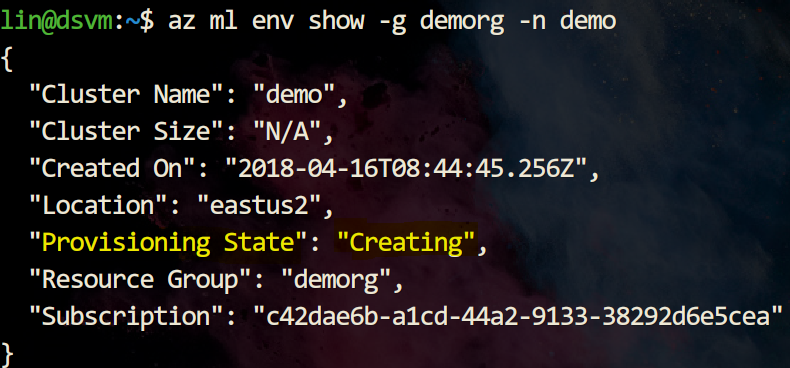 lin@dsvm:~$ az ml env show -g demorg -n demo
{
  "Cluster Name": "demo",
  "Cluster Size": "N/A",
  "Created On": "2018-04-16T08:44:45.256Z",
  "Location": "eastus2",
  "Provisioning State": "Creating",
  "Resource Group": "demorg",
  "Subscription": "c42dae6b-a1cd-44a2-9133-38292d6e5cea"
}